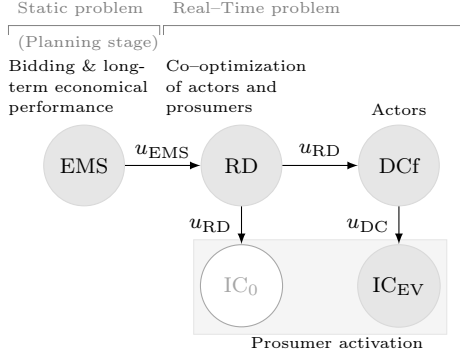 Static problem
Real–Time problem
(Planning stage)
Bidding & long-
term economical
performance
Co–optimization
of actors and
prosumers
Actors
EMS
u_EMS
RD
u_RD
DCf
u_RD
u_DC
IC_0
IC_EV
Prosumer activation